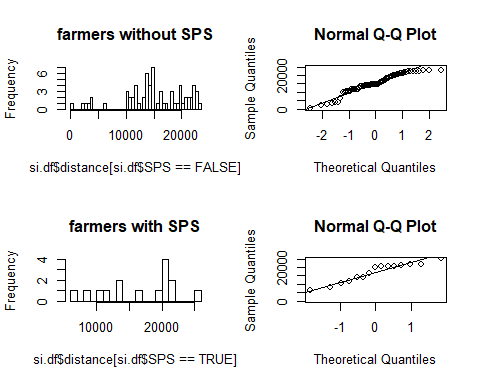 farmers without SPS
Frequency
0 2 6
0 10000 20000
si.df$distance[si.df$SPS == FALSE]
Normal Q-Q Plot
Sample Quantiles
0 20000
-2 -1 0 1 2
Theoretical Quantiles
farmers with SPS
Frequency
0 2 4
10000 20000
si.df$distance[si.df$SPS == TRUE]
Normal Q-Q Plot
Sample Quantiles
0 20000
-1 0 1
Theoretical Quantiles